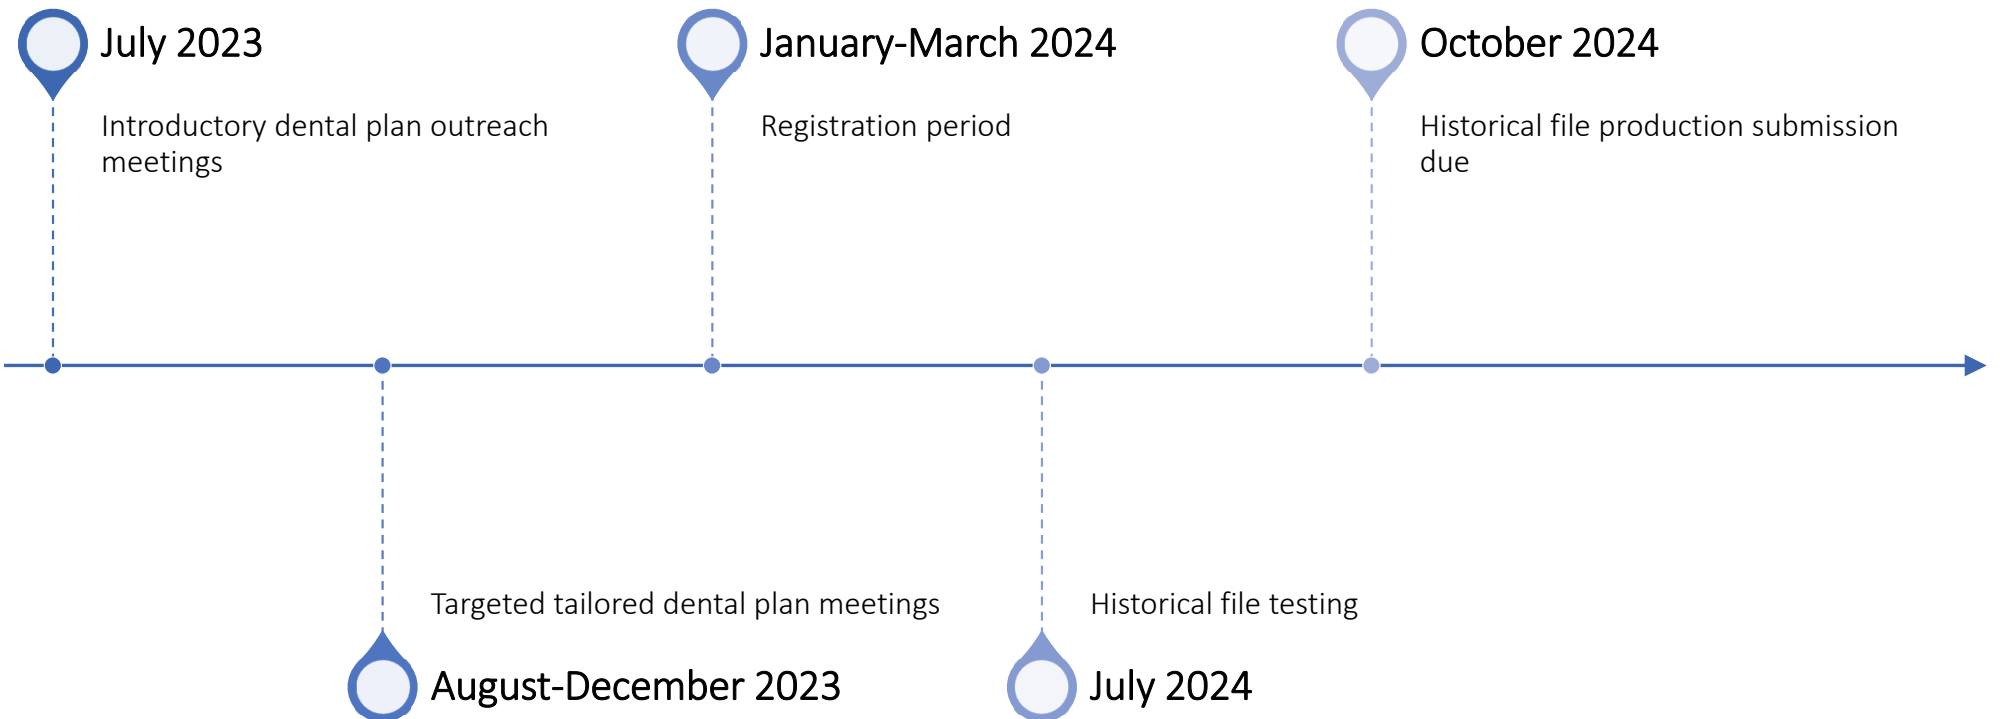 July 2023
Introductory dental plan outreach
meetings
January-March 2024
Registration period
October 2024
Historical file production submission
due
Targeted tailored dental plan meetings
August-December 2023
Historical file testing
July 2024